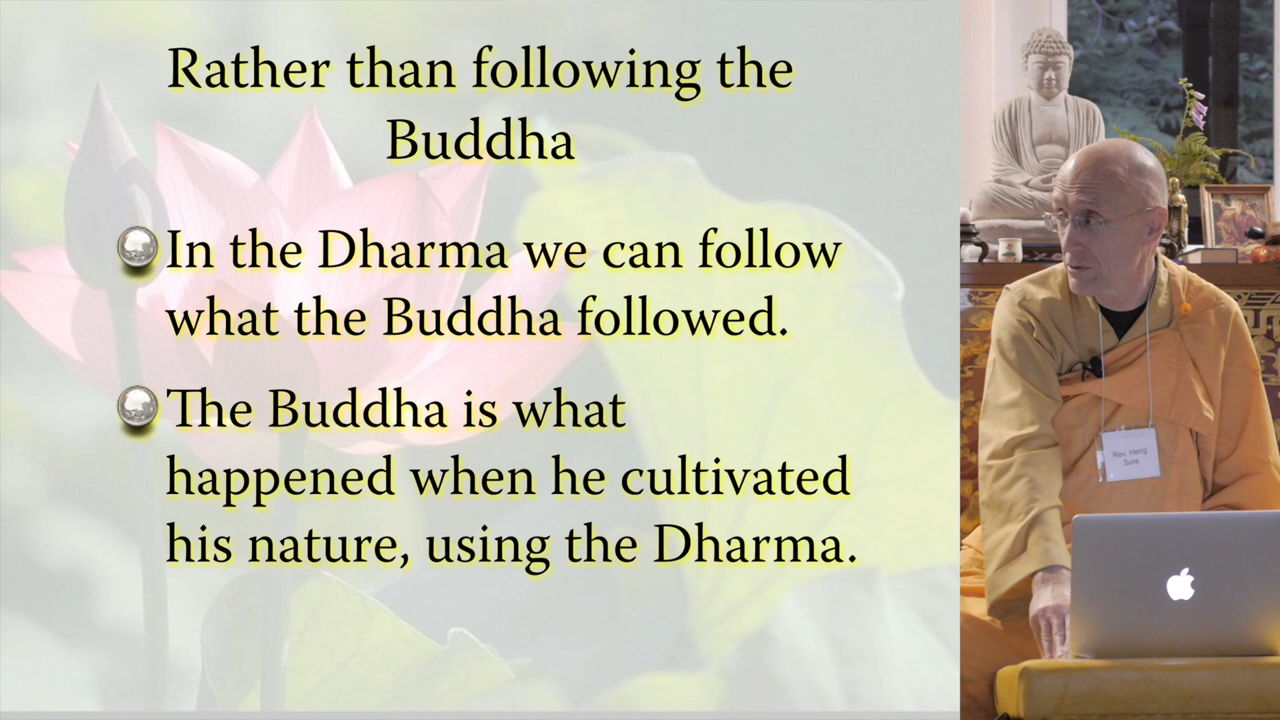 Rather than following the
Buddha
In the Dharma we can follow
what the Buddha followed.
The Buddha is what
happened when he cultivated
his nature, using the Dharma.
Rev. Heng
Sure